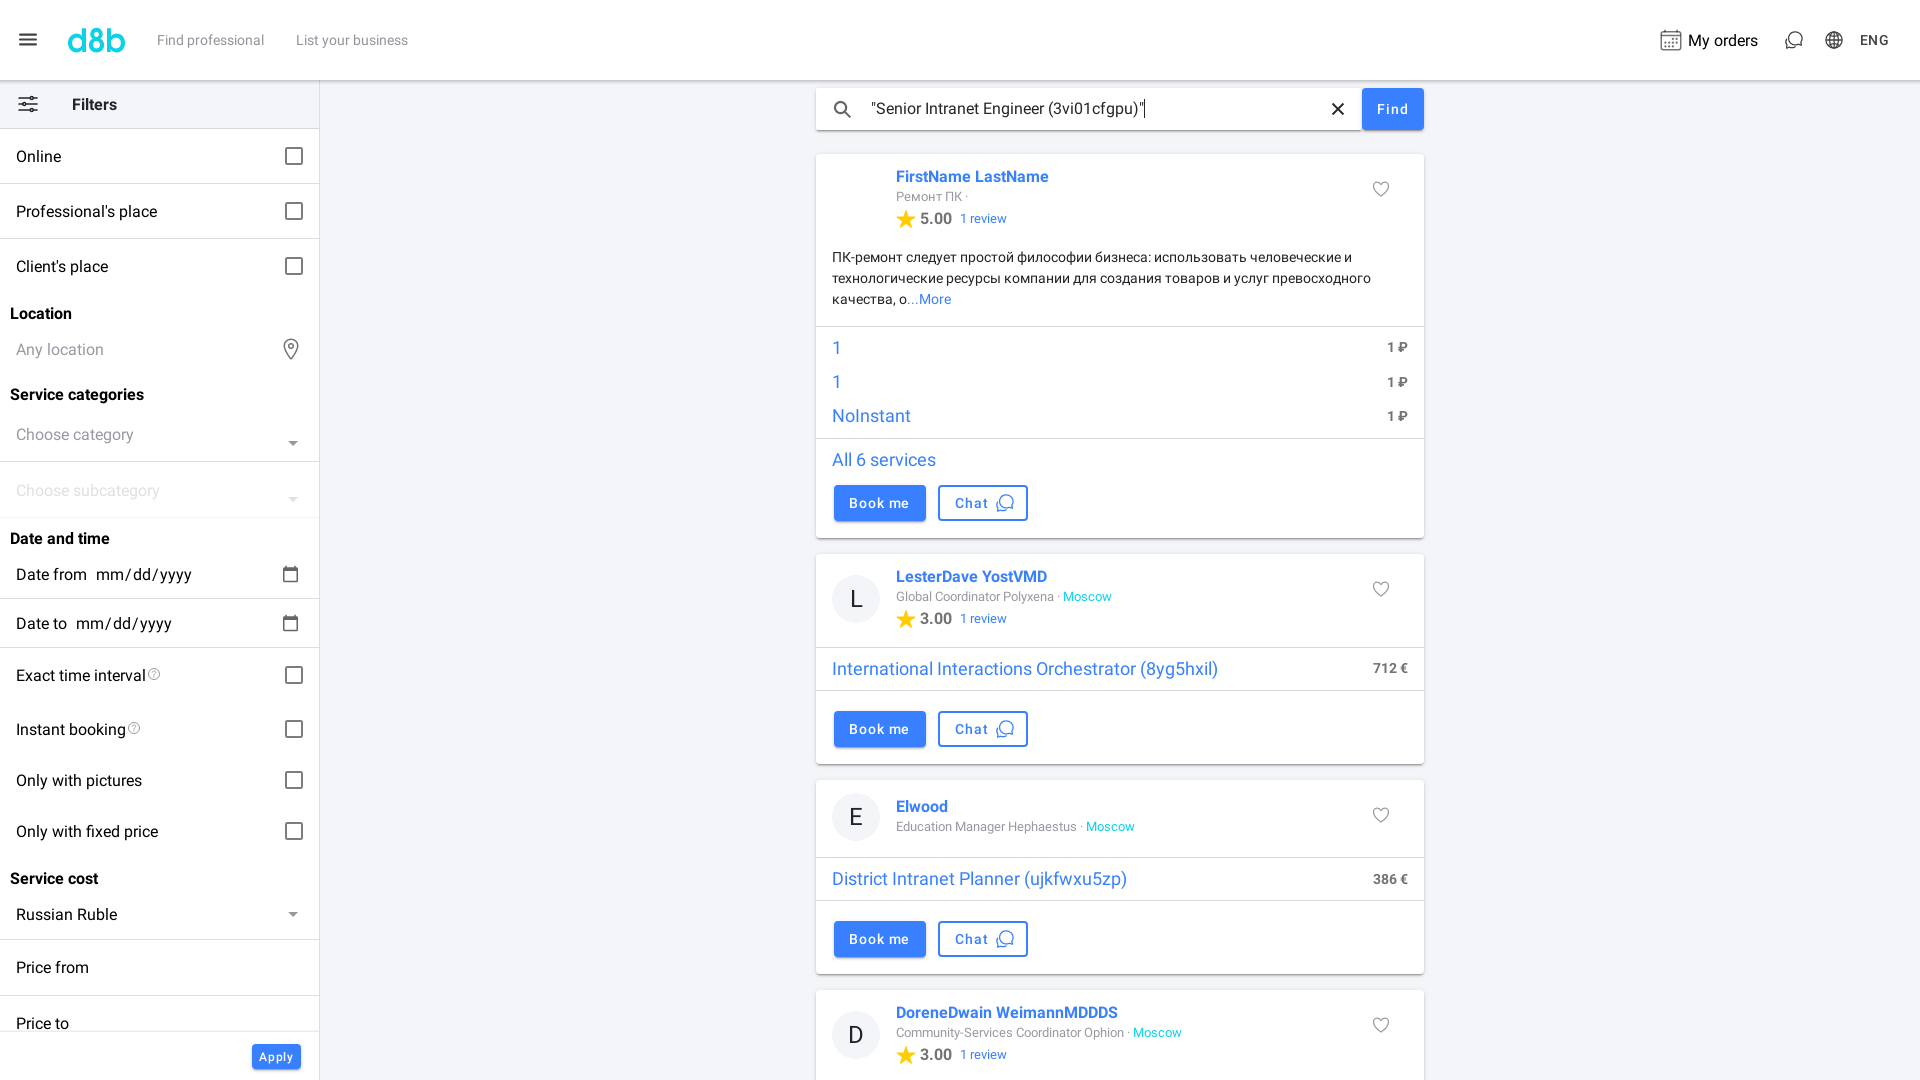 d8b
Find professional
List your business
My orders
ENG
Filters
Online
Professional's place
Client's place
Location
Any location
Service categories
Choose category
Choose subcategory
Date and time
Date from mm/dd/yyyy
Date to mm/dd/yyyy
Exact time interval
Instant booking
Only with pictures
Only with fixed price
Service cost
Russian Ruble
Price from
Price to
Apply
"Senior Intranet Engineer (3vi01cfgpu)"
Find
FirstName LastName
Ремонт ПК ·
5.00 1 review
ПК-ремонт следует простой философии бизнеса: использовать человеческие и
технологические ресурсы компании для создания товаров и услуг превосходного
качества, о...More
1 1 ₽
1 1 ₽
NoInstant 1 ₽
All 6 services
Book me Chat
L
LesterDave YostVMD
Global Coordinator Polyxena · Moscow
3.00 1 review
International Interactions Orchestrator (8yg5hxil) 712 €
Book me Chat
E
Elwood
Education Manager Hephaestus · Moscow
District Intranet Planner (ujkfwxu5zp) 386 €
Book me Chat
D
DoreneDwain WeimannMDDDS
Community-Services Coordinator Ophion · Moscow
3.00 1 review